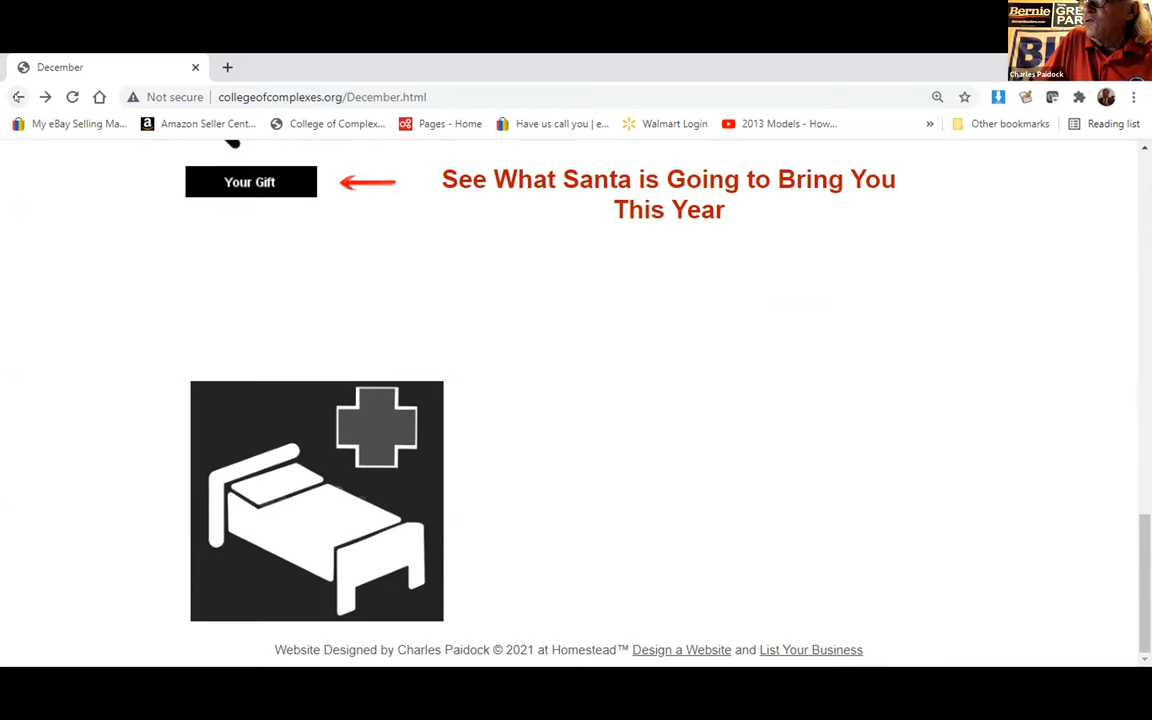 Bernie
GRE
PAR
Charles Paidock
December
Not secure
collegeofcomplexes.org/December.html
My eBay Selling Ma...
Amazon Seller Cent...
College of Complex...
Pages - Home
Have us call you | e...
Walmart Login
2013 Models - How...
»
Other bookmarks
Reading list
Your Gift
See What Santa is Going to Bring You
This Year
Website Designed by Charles Paidock © 2021 at Homestead™ Design a Website and List Your Business